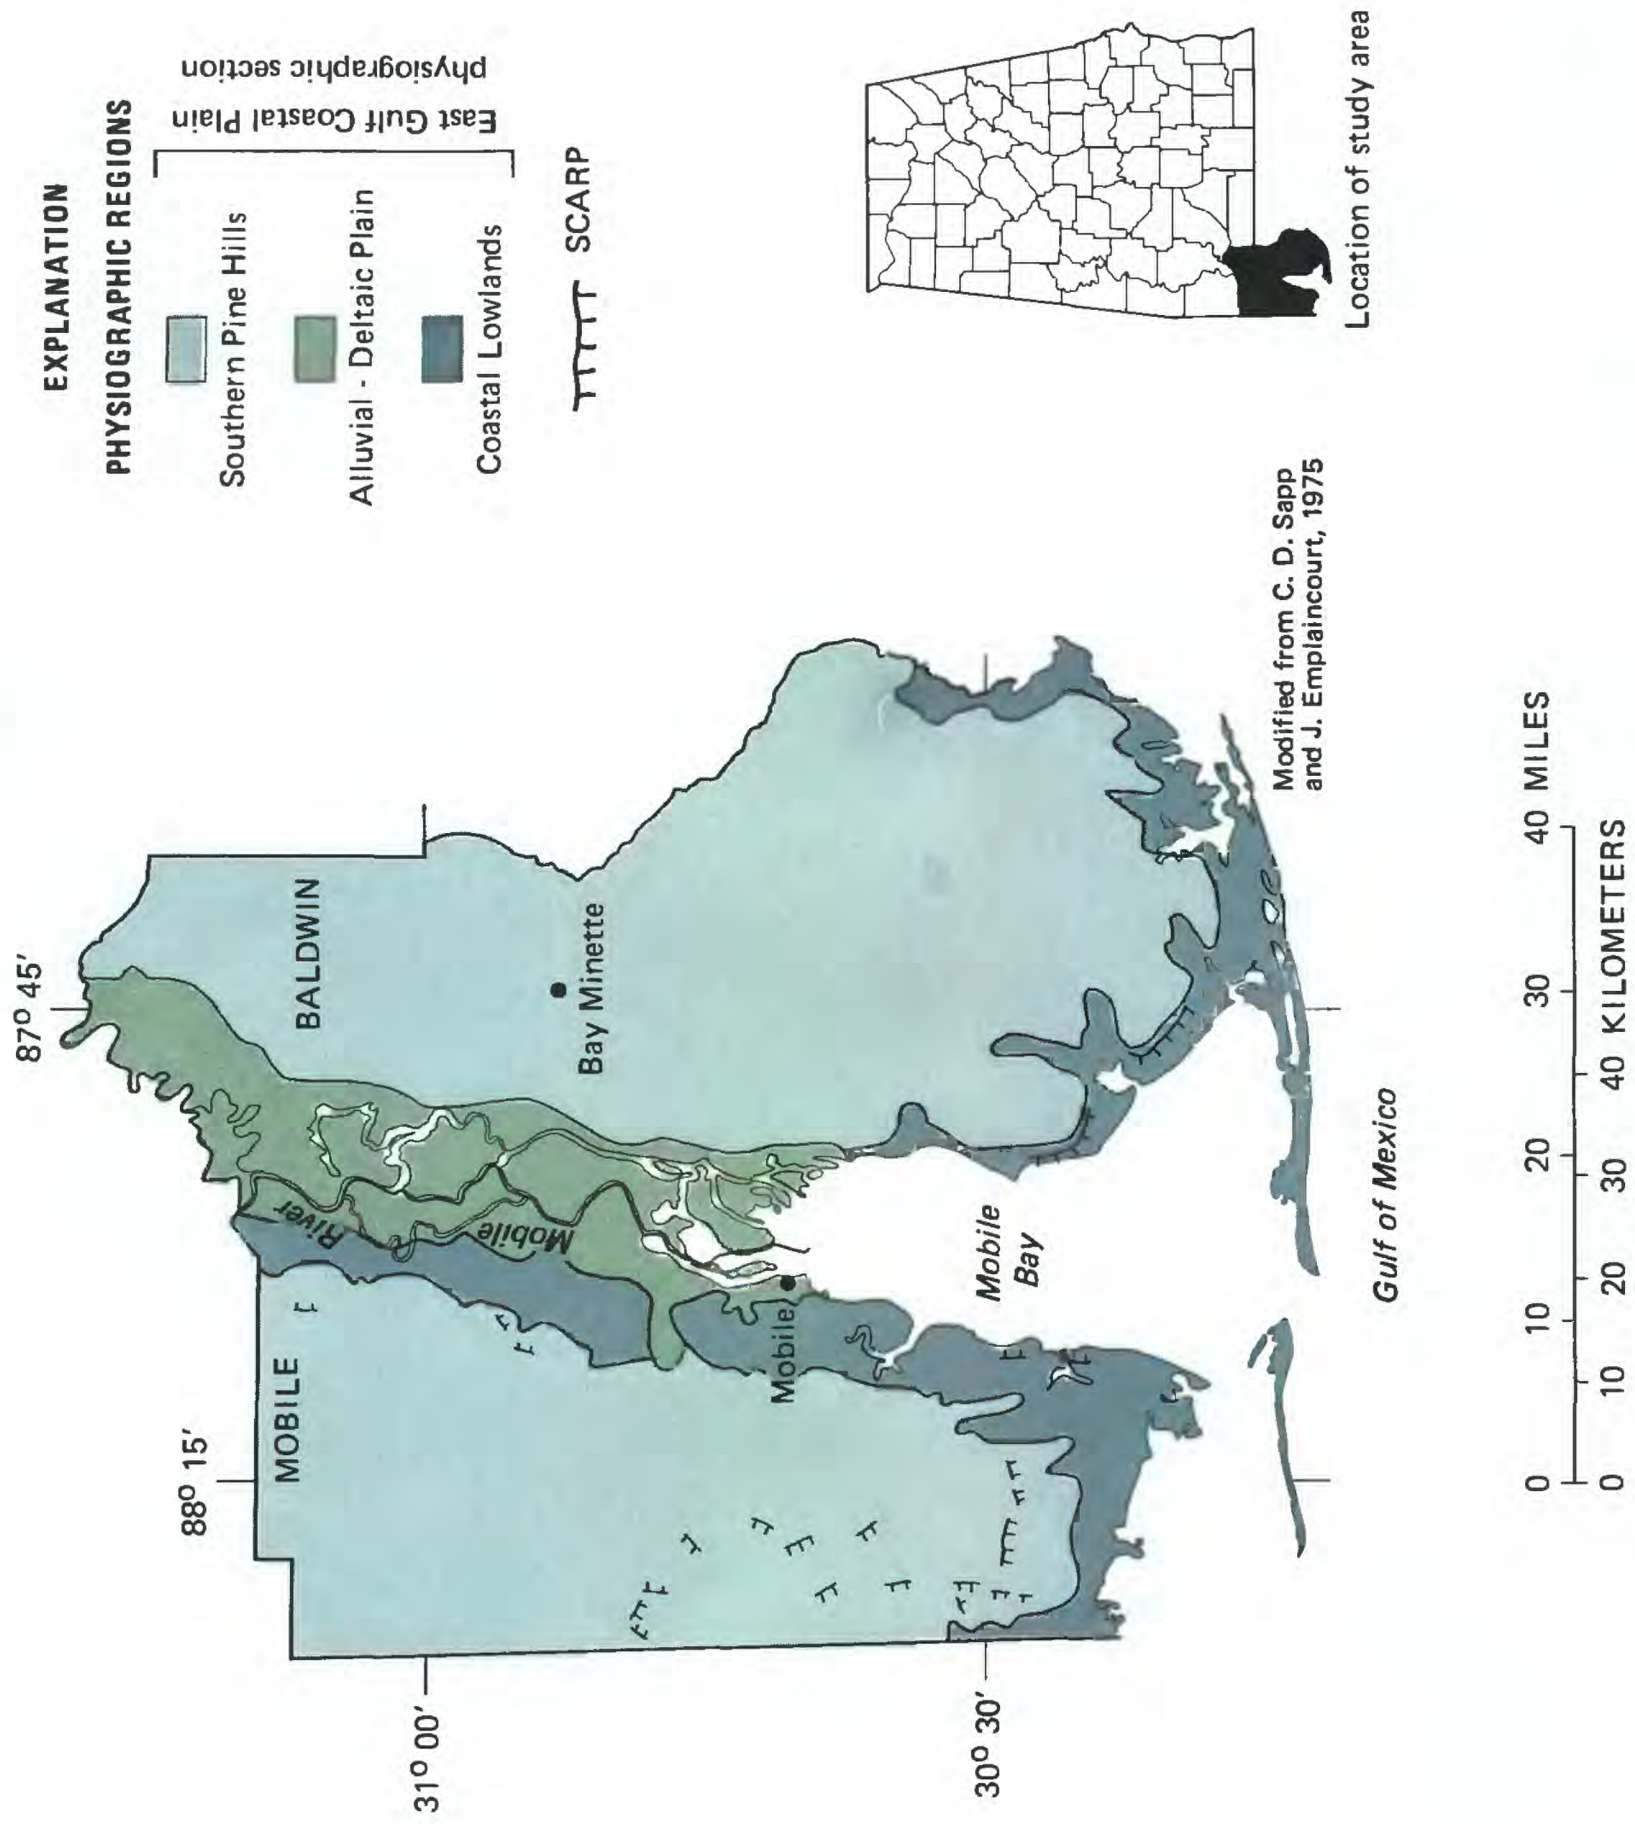 EXPLANATION
PHYSIOGRAPHIC REGIONS
Southern Pine Hills
Alluvial - Deltaic Plain
Coastal Lowlands
East Gulf Coastal Plain
physiographic section
SCARP
Location of study area
87° 45'
88° 15'
31° 00'
30° 30'
MOBILE
BALDWIN
Bay Minette
Mobile
River
Mobile
Mobile
Bay
Gulf of Mexico
Modified from C. D. Sapp
and J. Emplaincourt, 1975
0 10 20 30 40 MILES
0 10 20 30 40 KILOMETERS